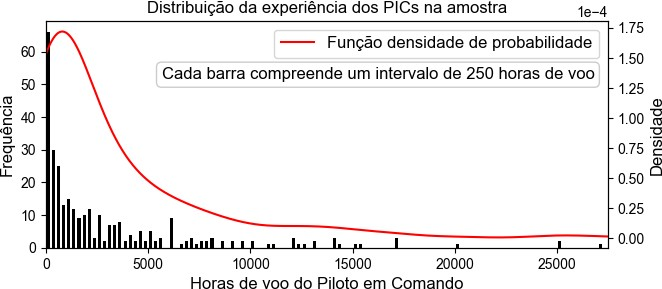 Distribuição da experiência dos PICs na amostra
1e−4
Função densidade de probabilidade
Cada barra compreende um intervalo de 250 horas de voo
Frequência
60
50
40
30
20
10
0
1.75
1.50
1.25
1.00
0.75
0.50
0.25
0.00
Densidade
0 5000 10000 15000 20000 25000
Horas de voo do Piloto em Comando